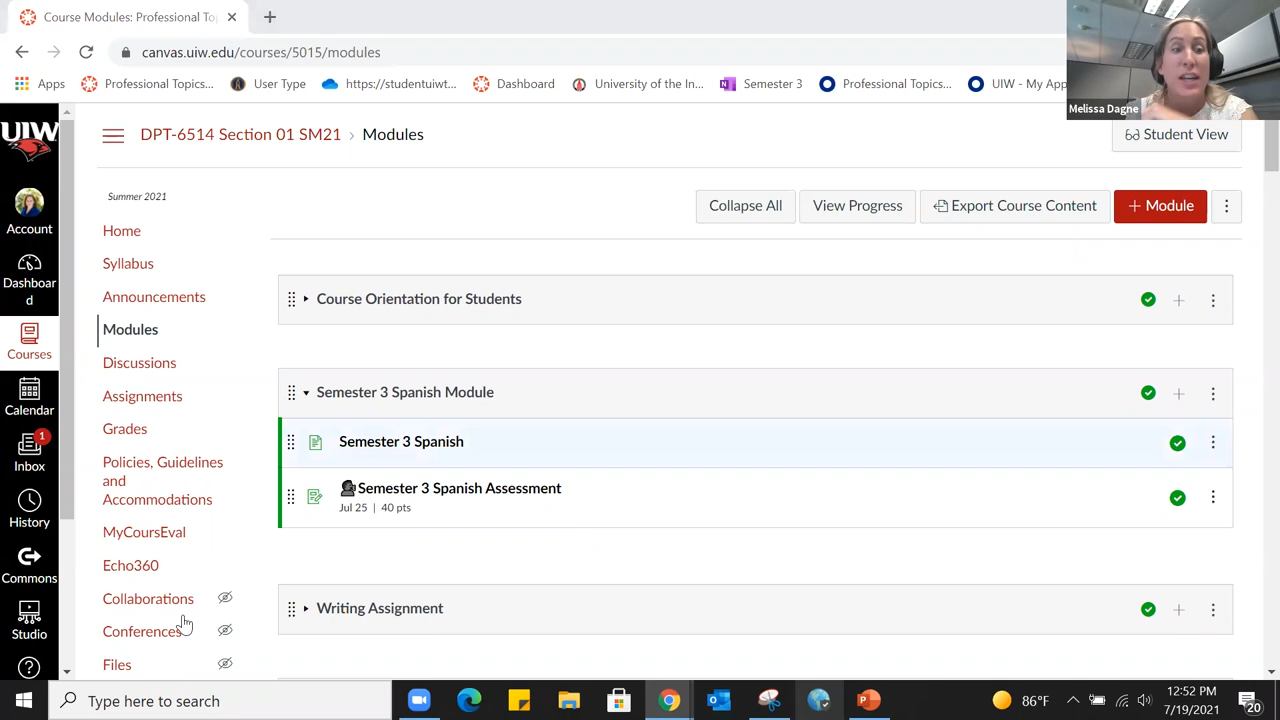 Course Modules: Professional To
canvas.uiw.edu/courses/5015/modules
Apps
Professional Topics...
User Type
https://studentuiwt...
Dashboard
University of the In...
Semester 3
Professional Topics...
UIW - My App
Melissa Dagne
UIW
DPT-6514 Section 01 SM21 › Modules
Student View
Summer 2021
Collapse All
View Progress
Export Course Content
+ Module
Account
Dashboar
d
Courses
Calendar
1
Inbox
History
Commons
Studio
Home
Syllabus
Announcements
Modules
Discussions
Assignments
Grades
Policies, Guidelines
and
Accommodations
MyCoursEval
Echo360
Collaborations
Conferences
Files
Course Orientation for Students
Semester 3 Spanish Module
Semester 3 Spanish
Semester 3 Spanish Assessment
Jul 25 | 40 pts
Writing Assignment
Type here to search
86°F
12:52 PM
7/19/2021
20